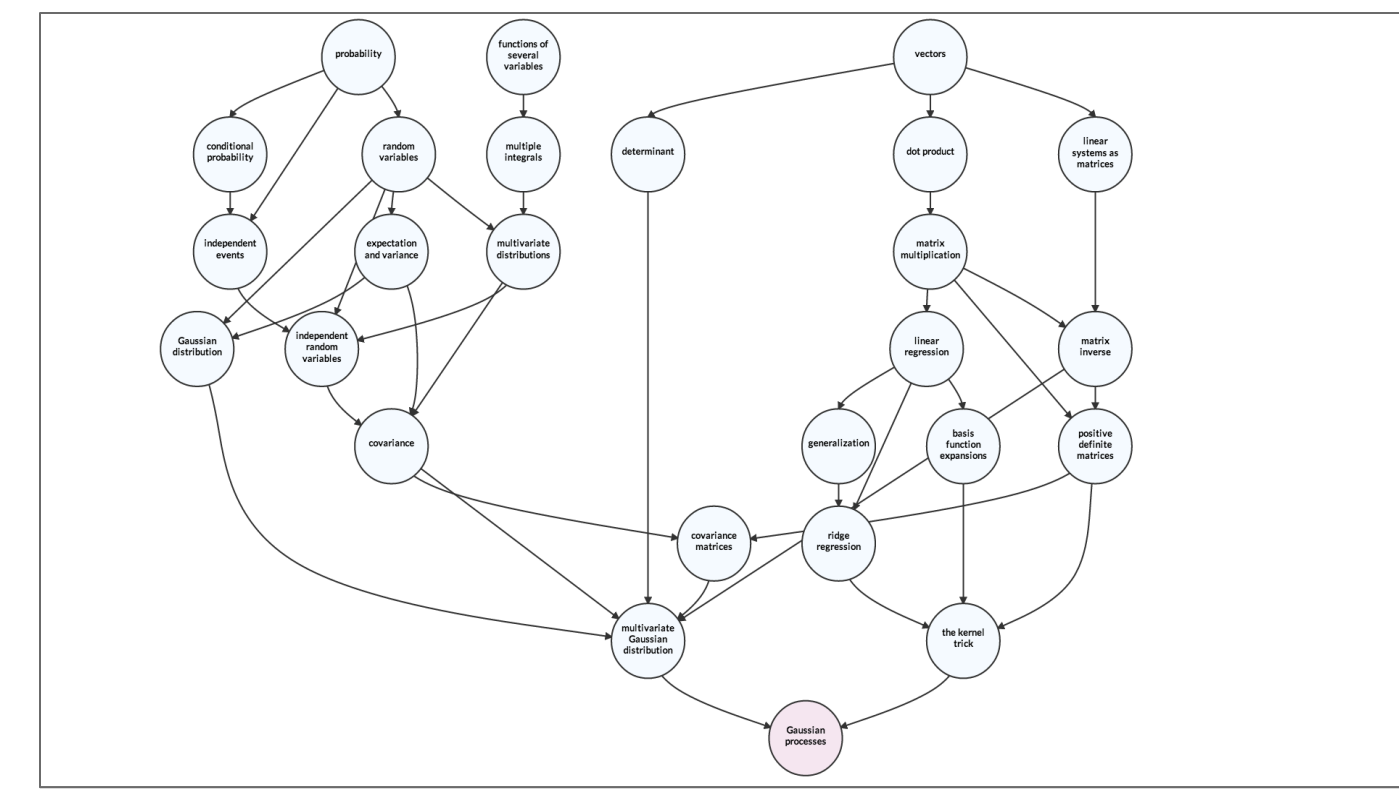 probability
functions of
several
variables
vectors
conditional
probability
random
variables
multiple
integrals
determinant
dot product
linear
systems as
matrices
independent
events
expectation
and variance
multivariate
distributions
matrix
multiplication
Gaussian
distribution
independent
random
variables
linear
regression
matrix
inverse
covariance
generalization
basis
function
expansions
positive
definite
matrices
covariance
matrices
ridge
regression
multivariate
Gaussian
distribution
the kernel
trick
Gaussian
processes